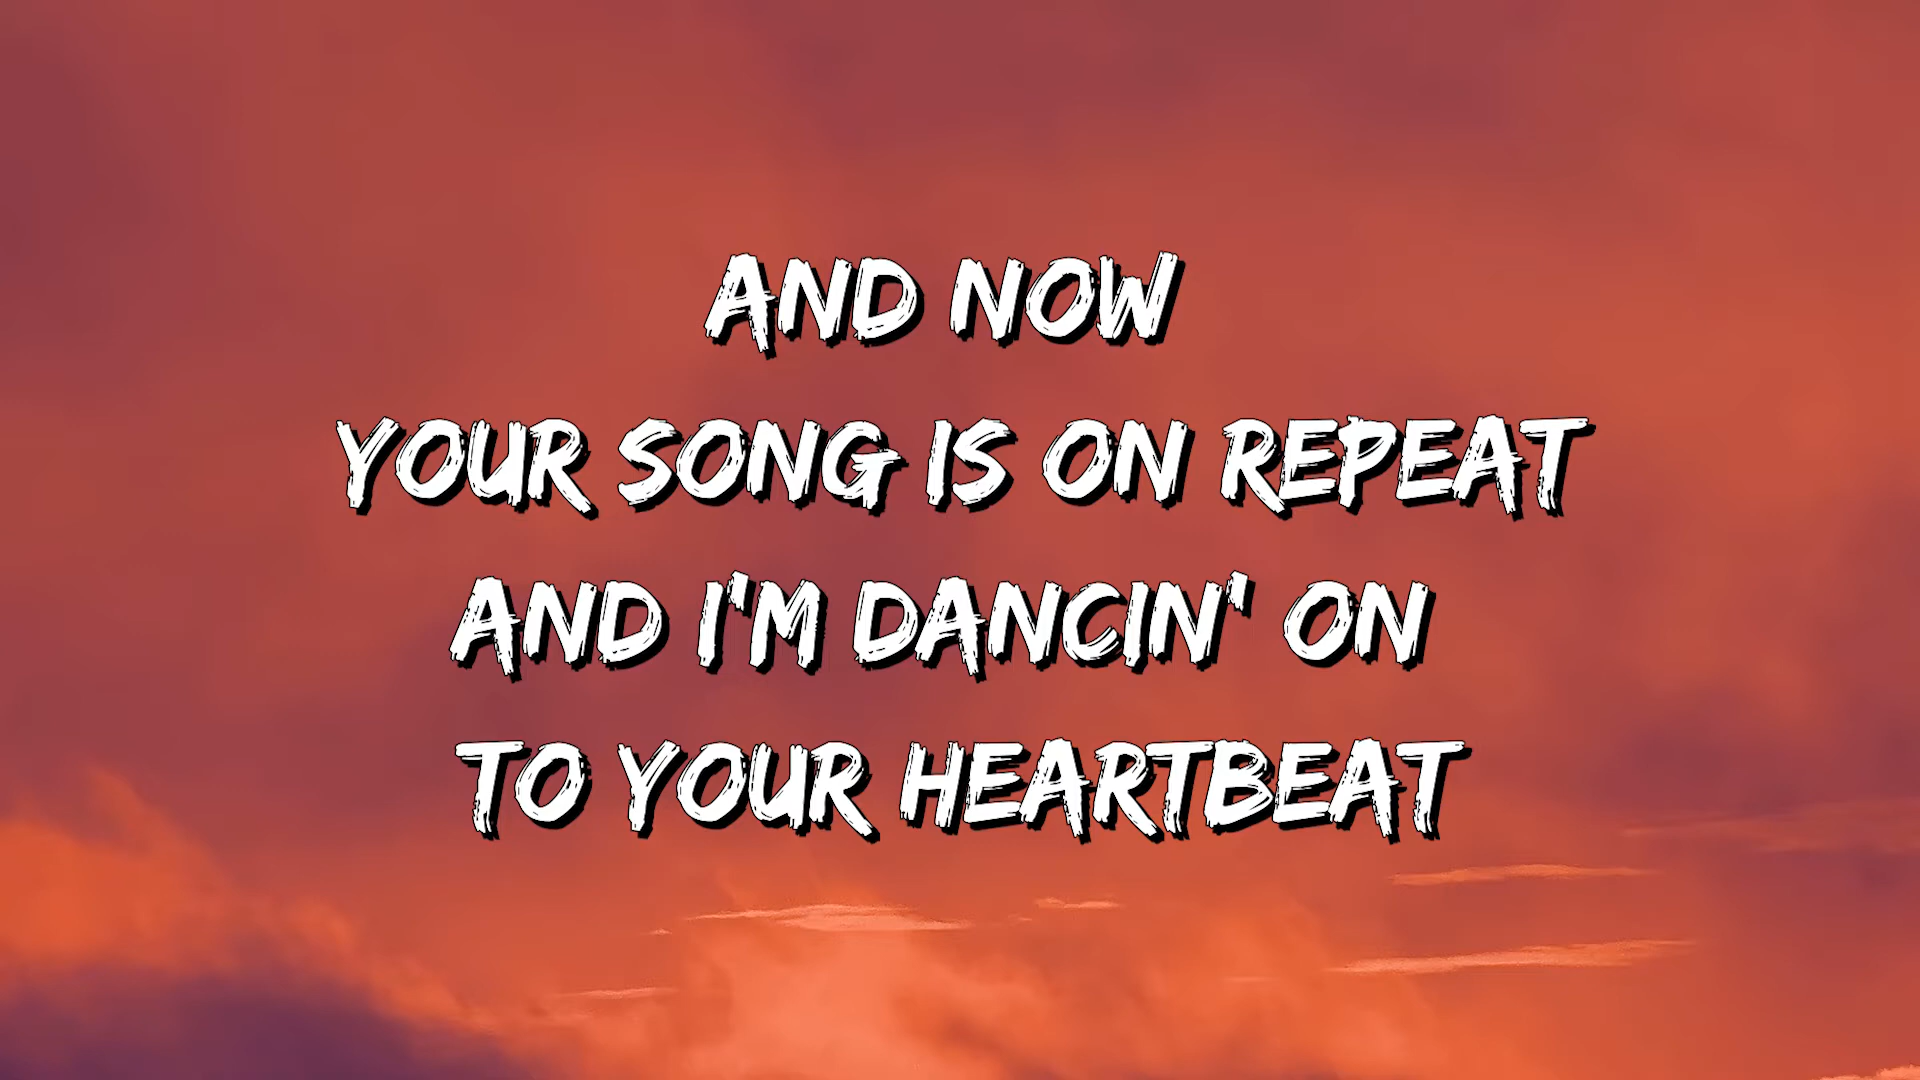 AND NOW
YOUR SONG IS ON REPEAT
AND I'M DANCIN' ON
TO YOUR HEARTBEAT